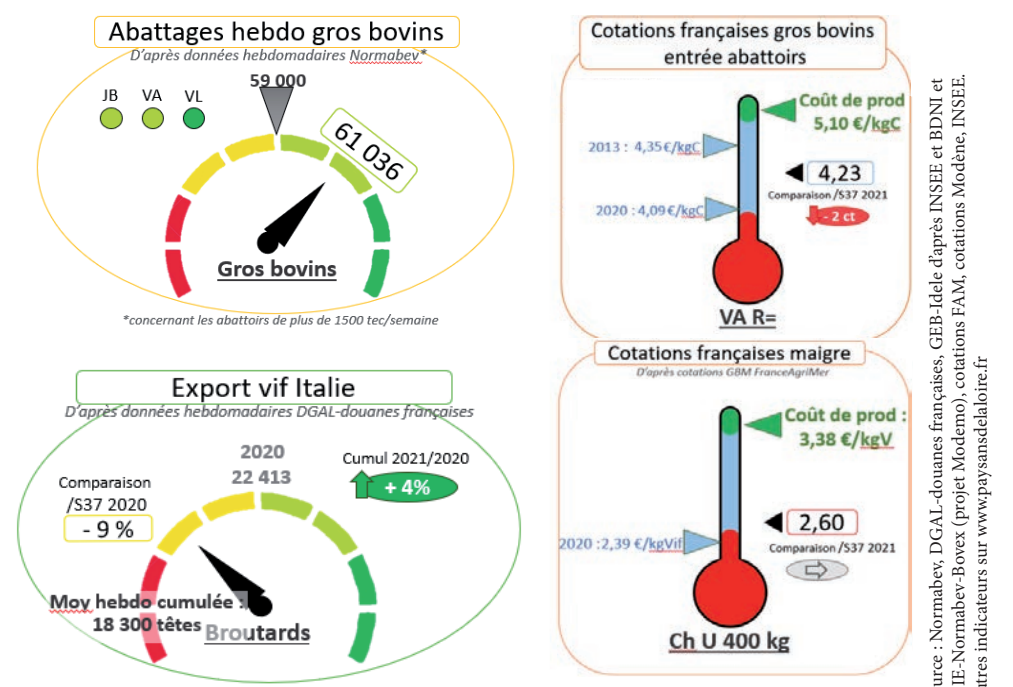 Abattages hebdo gros bovins
D'après données hebdomadaires Normabev*
59 000
JB VA VL
61 036
Gros bovins
*concernant les abattoirs de plus de 1500 tec/semaine
Cotations françaises gros bovins
entrée abattoirs
Coût de prod
5,10 €/kgC
2013 : 4,35€/kgC
4,23
Comparaison /S37 2021
2020 : 4,09€/kgC
- 2 ct
VA R=
Export vif Italie
D'après données hebdomadaires DGAL-douanes françaises
2020
22 413
Cumul 2021/2020
+ 4%
Comparaison
/S37 2020
- 9 %
Moy hebdo cumulée :
18 300 têtes
Broutards
Cotations françaises maigre
D'après cotations GBM FranceAgriMer
Coût de prod :
3,38 €/kgV
2,60
2020 :2,39 €/kgVif
Comparaison /S37 2021
Ch U 400 kg
urce : Normabev, DGAL-douanes françaises, GEB-Idele d'après INSEE et BDNI et
IE-Normabev-Bovex (projet Modemo), cotations FAM, cotations Modène, INSEE.
tres indicateurs sur www.paysansdelaloire.fr